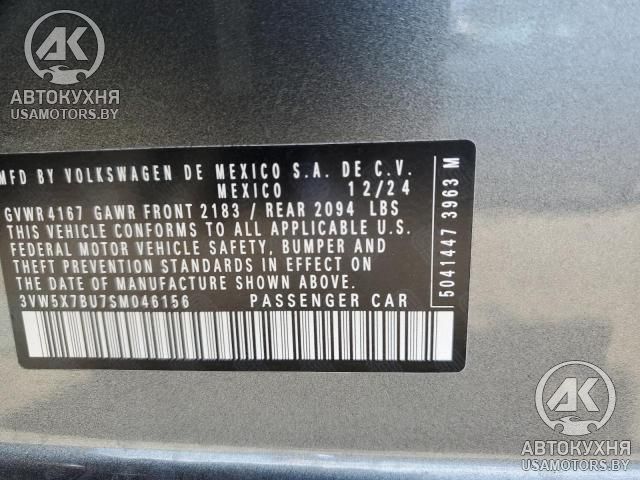 AK
АВТОКУХНЯ
USAMOTORS.BY
MFD BY VOLKSWAGEN DE MEXICO S.A. DE C.V.
MEXICO 12/24
GVWR 4167 GAWR FRONT 2183 / REAR 2094 LBS
THIS VEHICLE CONFORMS TO ALL APPLICABLE U.S.
FEDERAL MOTOR VEHICLE SAFETY, BUMPER AND
THEFT PREVENTION STANDARDS IN EFFECT ON
THE DATE OF MANUFACTURE SHOWN ABOVE.
3VW5X7BU7SM046156 PASSENGER CAR
5041447 3963 M
AK
АВТОКУХНЯ
USAMOTORS.BY